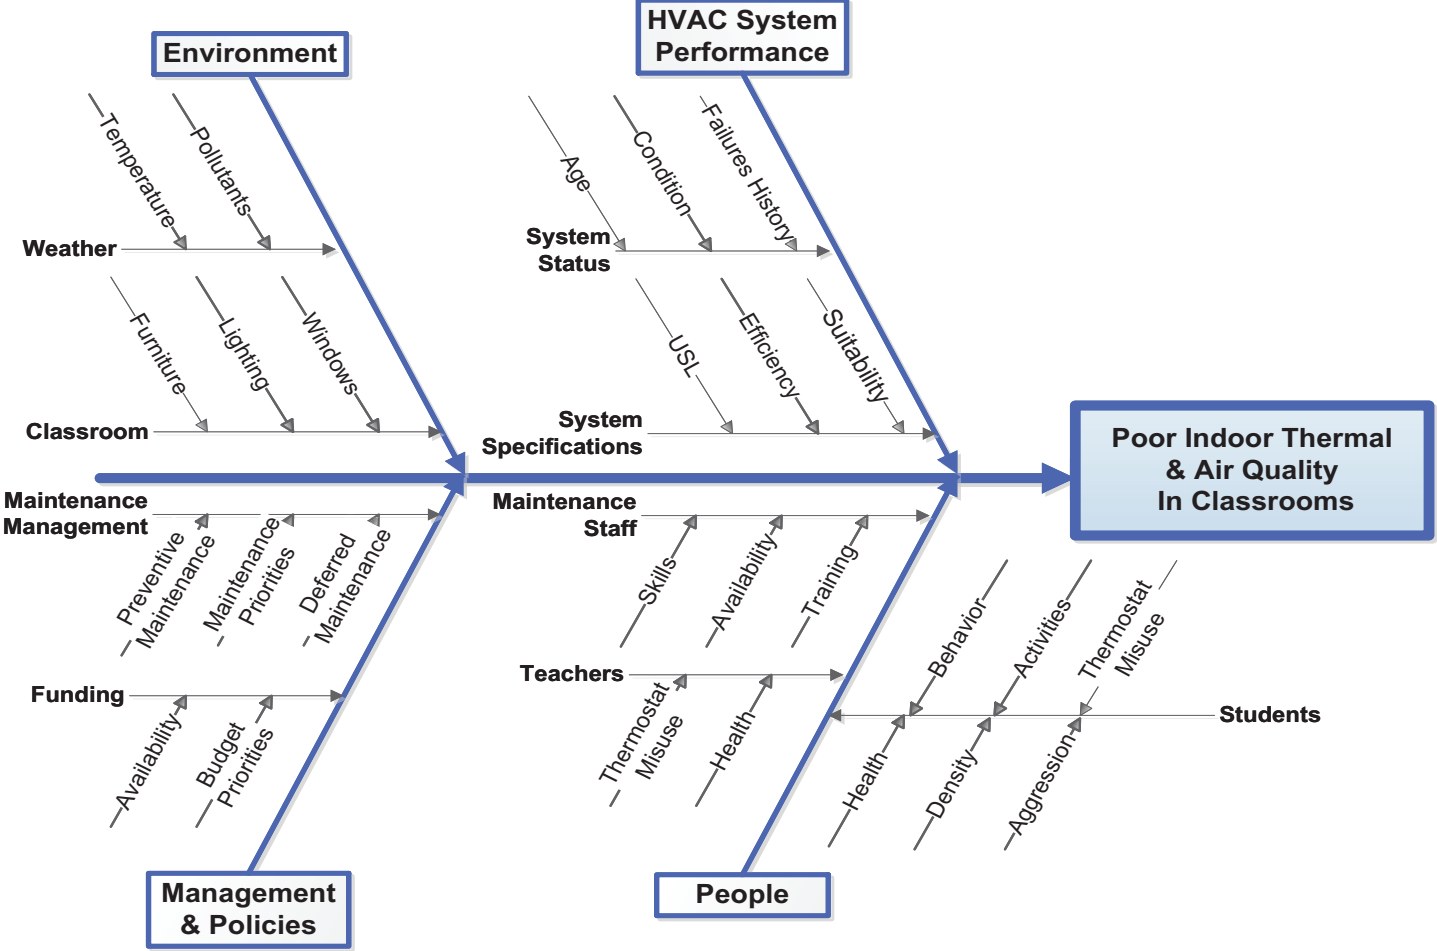 Environment
HVAC System
Performance
Temperature
Pollutants
Weather
Furniture
Lighting
Windows
Classroom
Age
Condition
Failures History
System
Status
USL
Efficiency
Suitability
System
Specifications
Poor Indoor Thermal
& Air Quality
In Classrooms
Maintenance
Management
Preventive
Maintenance
Maintenance
Priorities
Deferred
Maintenance
Funding
Availability
Budget
Priorities
Management
& Policies
Maintenance
Staff
Skills
Availability
Training
Teachers
Thermostat
Misuse
Health
Behavior
Activities
Thermostat
Misuse
Students
Health
Density
Aggression
People